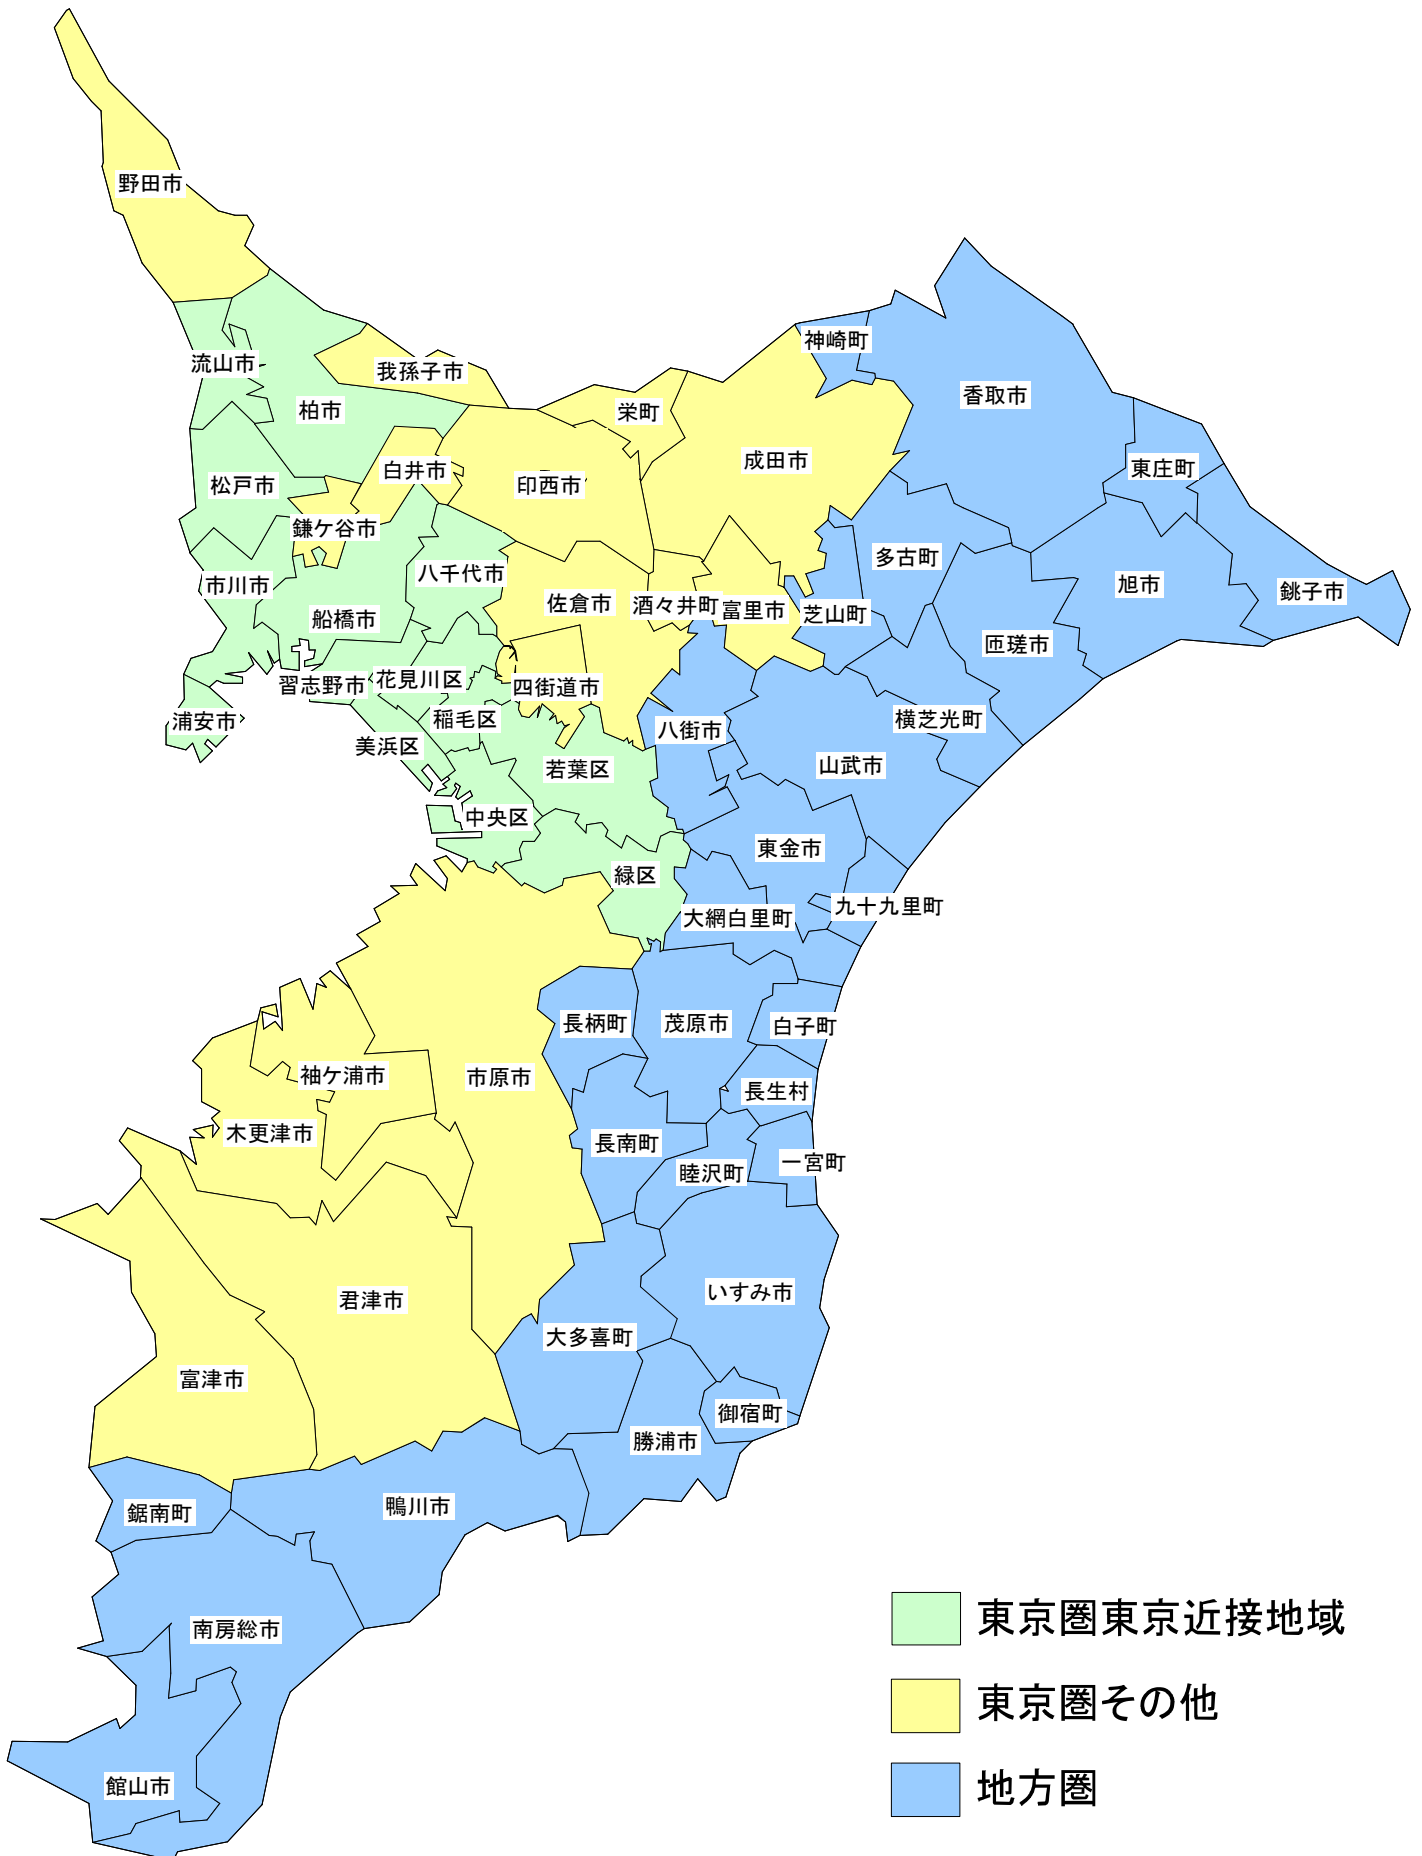 野田市
神崎町
流山市
我孫子市
香取市
柏市
栄町
成田市
東庄町
白井市
松戸市
印西市
鎌ケ谷市
多古町
八千代市
市川市
旭市
銚子市
佐倉市
酒々井町
富里市
芝山町
船橋市
匝瑳市
花見川区
習志野市
四街道市
浦安市
稲毛区
横芝光町
八街市
美浜区
若葉区
山武市
中央区
東金市
緑区
九十九里町
大網白里町
長柄町
茂原市
白子町
袖ケ浦市
市原市
長生村
木更津市
長南町
一宮町
睦沢町
いすみ市
君津市
大多喜町
富津市
御宿町
勝浦市
鴨川市
鋸南町
南房総市
館山市
東京圏東京近接地域
東京圏その他
地方圏